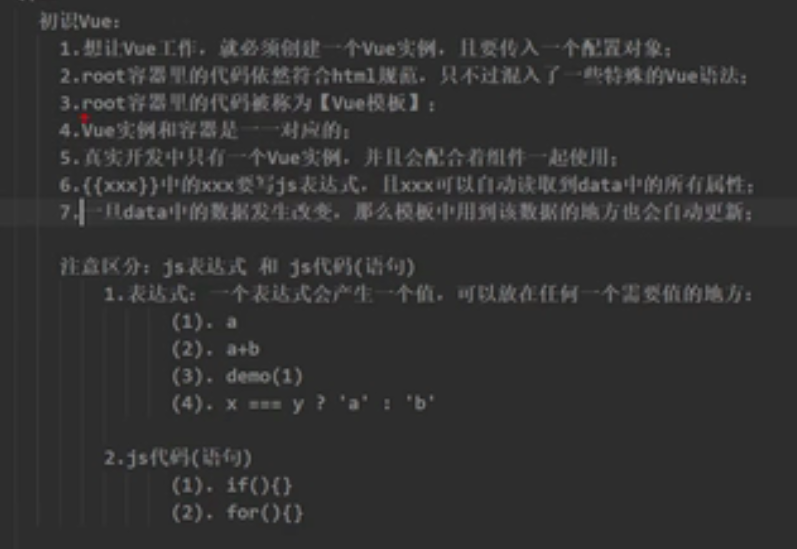 初识Vue：
1.想让Vue工作，就必须创建一个Vue实例，且要传入一个配置对象；
2.root容器里的代码依然符合html规范，只不过混入了一些特殊的Vue语法；
3.root容器里的代码被称为【Vue模板】；
4.Vue实例和容器是一一对应的；
5.真实开发中只有一个Vue实例，并且会配合着组件一起使用；
6.{{xxx}}中的xxx要写js表达式，且xxx可以自动读取到data中的所有属性；
7.一旦data中的数据发生改变，那么模板中用到该数据的地方也会自动更新；
注意区分：js表达式 和 js代码(语句)
1.表达式：一个表达式会产生一个值，可以放在任何一个需要值的地方：
(1). a
(2). a+b
(3). demo(1)
(4). x === y ? 'a' : 'b'
2.js代码(语句)
(1). if(){}
(2). for(){}